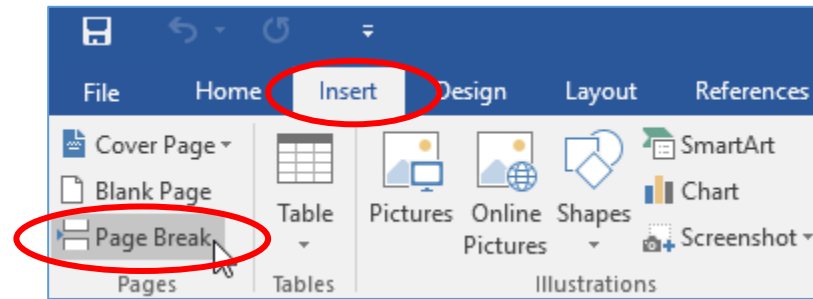 File Home Insert Design Layout References
Cover Page
Blank Page
Page Break
Pages
Table
Tables
Pictures
Online
Pictures
Shapes
SmartArt
Chart
Screenshot
Illustrations